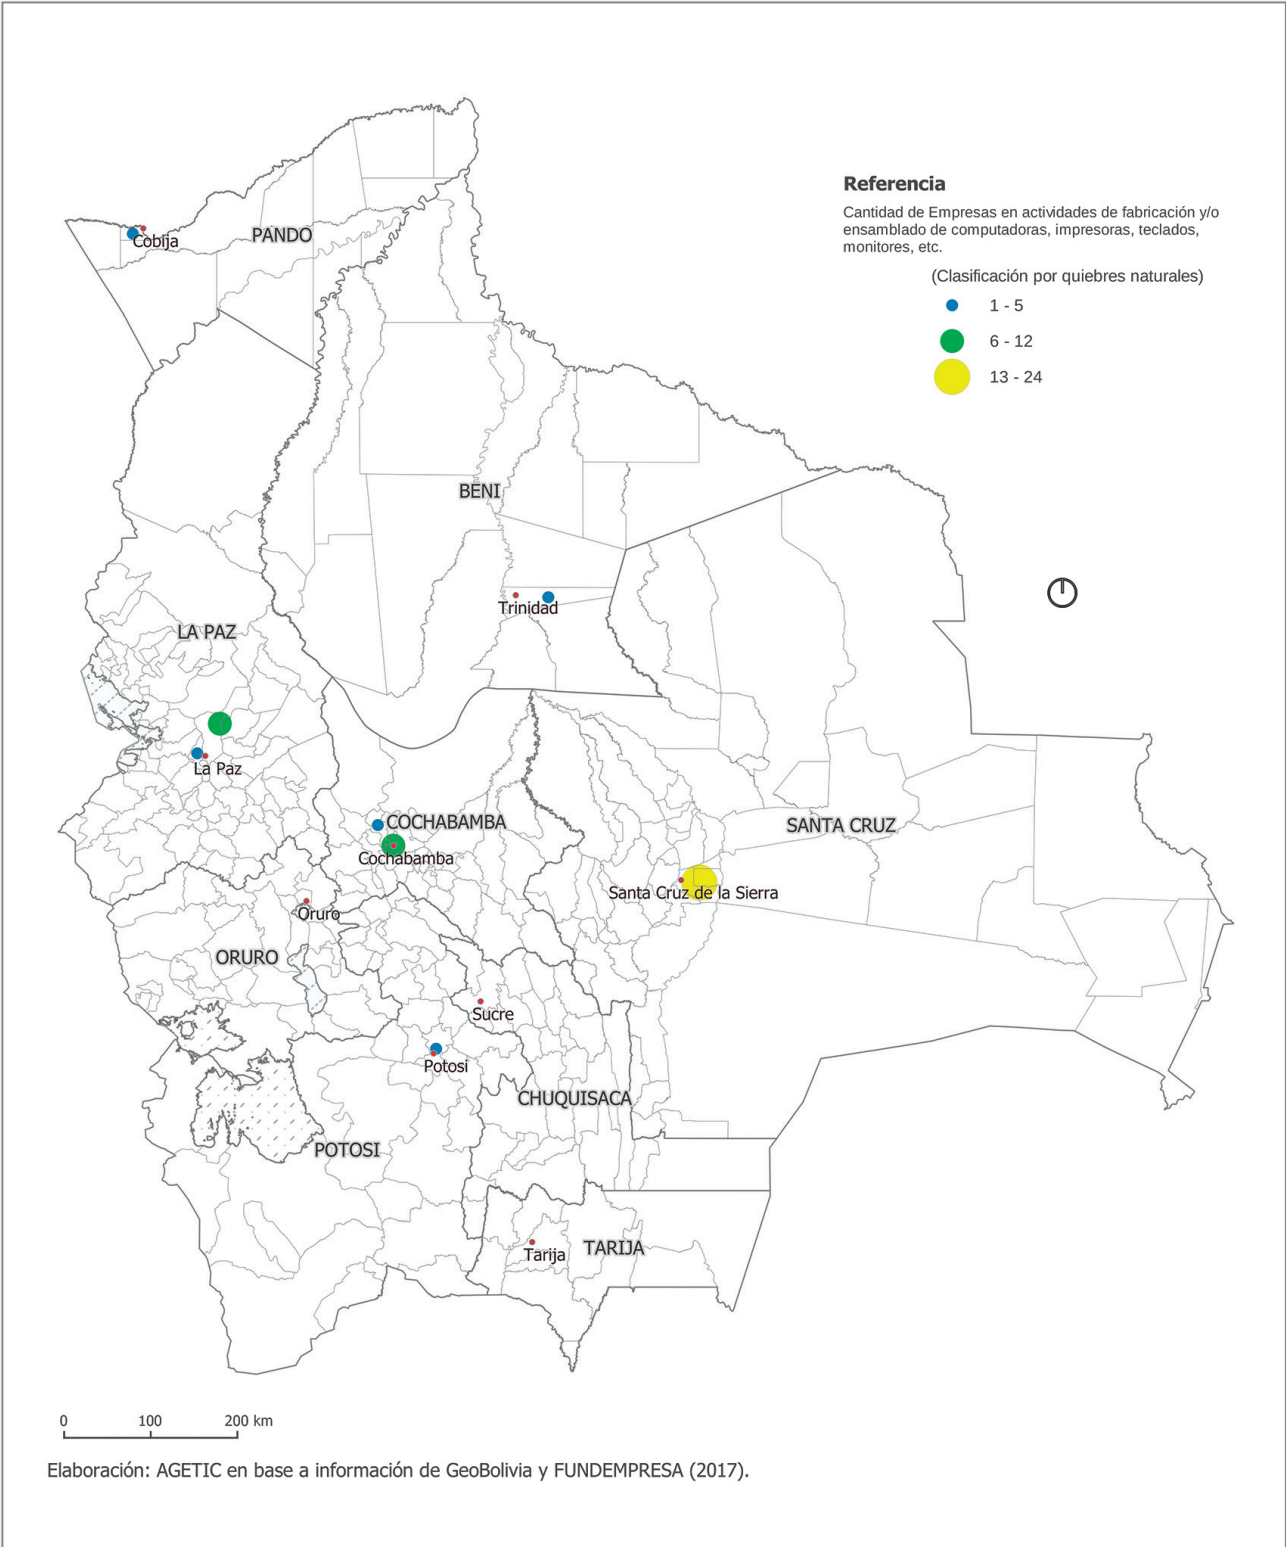 Referencia
Cantidad de Empresas en actividades de fabricación y/o
ensamblado de computadoras, impresoras, teclados,
monitores, etc.
(Clasificación por quiebres naturales)
1 - 5
6 - 12
13 - 24
PANDO
Cobija
BENI
Trinidad
LA PAZ
La Paz
COCHABAMBA
Cochabamba
SANTA CRUZ
Santa Cruz de la Sierra
Oruro
ORURO
Sucre
Potosi
CHUQUISACA
POTOSI
TARIJA
Tarija
0 100 200 km
Elaboración: AGETIC en base a información de GeoBolivia y FUNDEMPRESA (2017).